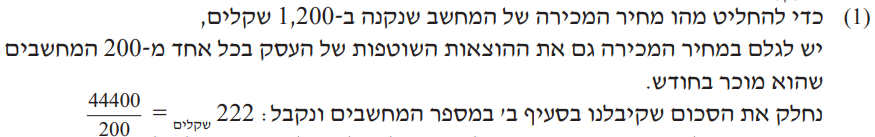 (1) כדי להחליט מהו מחיר המכירה של המחשב שנקנה ב-1,200 שקלים,
יש לגלם במחיר המכירה גם את ההוצאות השוטפות של העסק בכל אחד מ-200 המחשבים
שהוא מוכר בחודש.
נחלק את הסכום שקיבלנו בסעיף ב' במספר המחשבים ונקבל: 222 שקלים = 44400/200